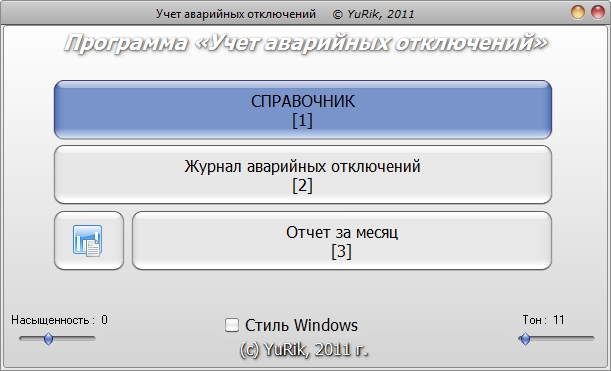 Учет аварийных отключений © YuRik, 2011
Программа «Учет аварийных отключений»
СПРАВОЧНИК
[1]
Журнал аварийных отключений
[2]
Отчет за месяц
[3]
Насыщенность : 0
Тон : 11
Стиль Windows
(c) YuRik, 2011 г.